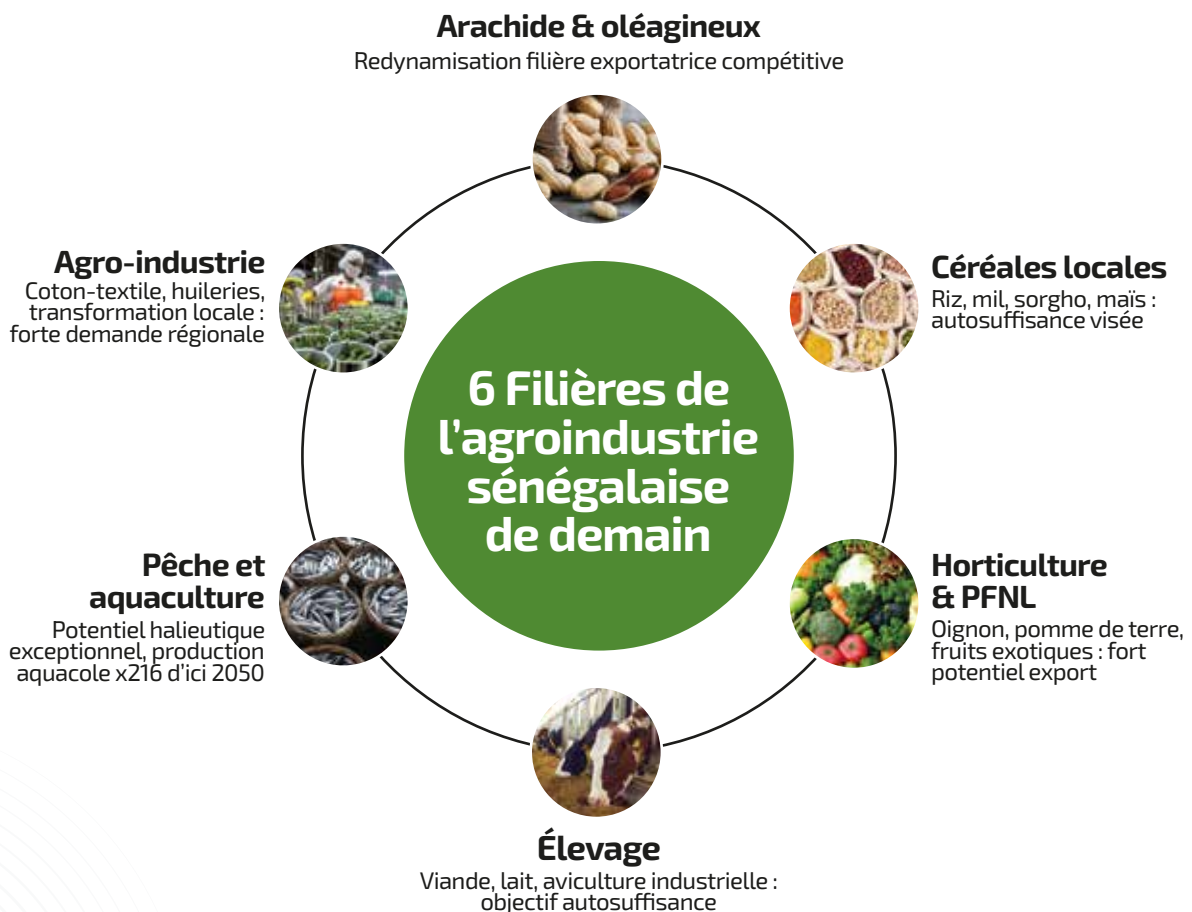 Arachide & oléagineux
Redynamisation filière exportatrice compétitive
Agro-industrie
Coton-textile, huileries,
transformation locale :
forte demande régionale
Céréales locales
Riz, mil, sorgho, maïs :
autosuffisance visée
6 Filières de
l’agroindustrie
sénégalaise
de demain
Pêche et
aquaculture
Potentiel halieutique
exceptionnel, production
aquacole x216 d’ici 2050
Horticulture
& PFNL
Oignon, pomme de terre,
fruits exotiques : fort
potentiel export
Élevage
Viande, lait, aviculture industrielle :
objectif autosuffisance